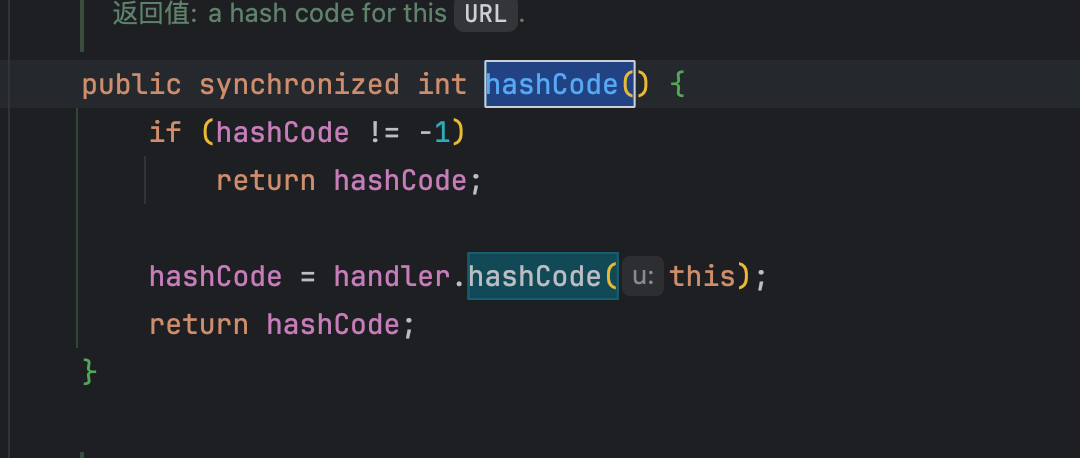 返回值: a hash code for this URL.
public synchronized int hashCode() {
if (hashCode != -1)
return hashCode;
hashCode = handler.hashCode( u: this);
return hashCode;
}